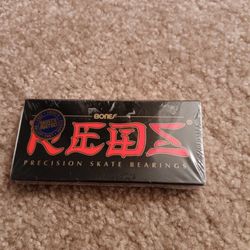 BONES
REDS ®
PRECISION SKATE BEARINGS